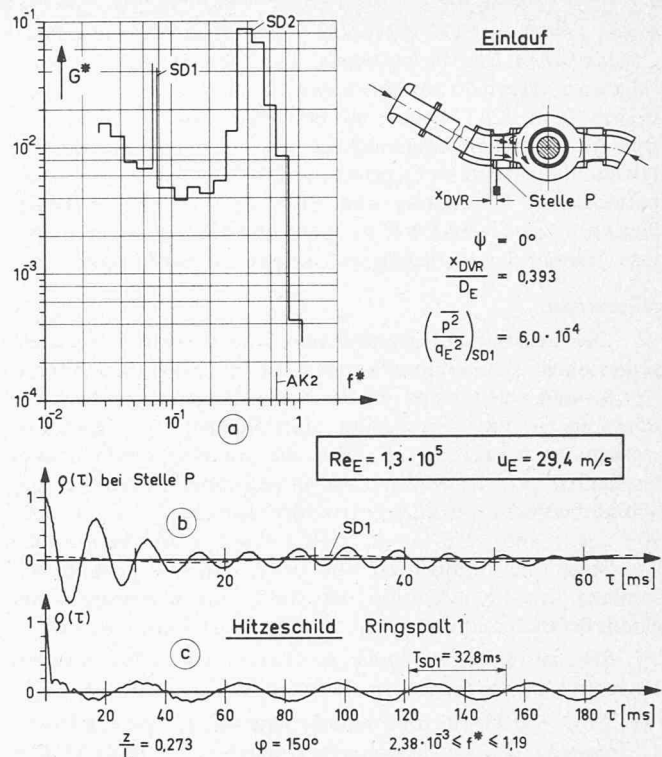 10⁻¹
SD2
Einlauf
G*
SD1
10⁻²
x_DVR
Stelle P
ψ = 0°
x_DVR / D_E = 0,393
10⁻³
(p̅²̅ / q_E²)_SD1 = 6,0 · 10⁻⁴
AK2
10⁻⁴
10⁻² 10⁻¹ 1 f*
a
Re_E = 1,3 · 10⁵ u_E = 29,4 m/s
ρ(τ) bei Stelle P
1
b
SD1
0
20 40 60 τ [ms]
ρ(τ)
1
Hitzeschild Ringspalt 1
c
T_SD1 = 32,8 ms
0
20 40 60 80 100 120 140 160 180 τ [ms]
z / L = 0,273 φ = 150° 2,38 · 10⁻³ ≤ f* ≤ 1,19